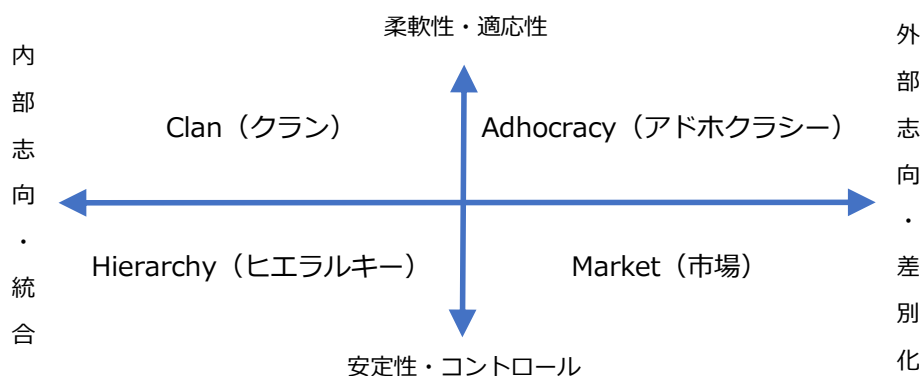 柔軟性・適応性
内部志向・統合
外部志向・差別化
Clan（クラン）
Adhocracy（アドホクラシー）
Hierarchy（ヒエラルキー）
Market（市場）
安定性・コントロール